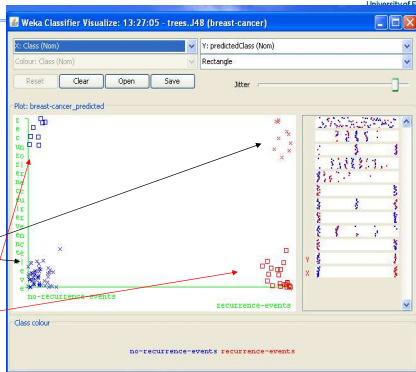 University of E
Weka Classifier Visualize: 13:27:05 - trees.J48 (breast-cancer)
X: Class (Nom) Y: predictedClass (Nom)
Colour: Class (Nom) Rectangle
Reset Clear Open Save Jitter
Plot: breast-cancer_predicted
no-recurrence-events
recurrence-events
Y
X
Class colour
no-recurrence-events recurrence-events